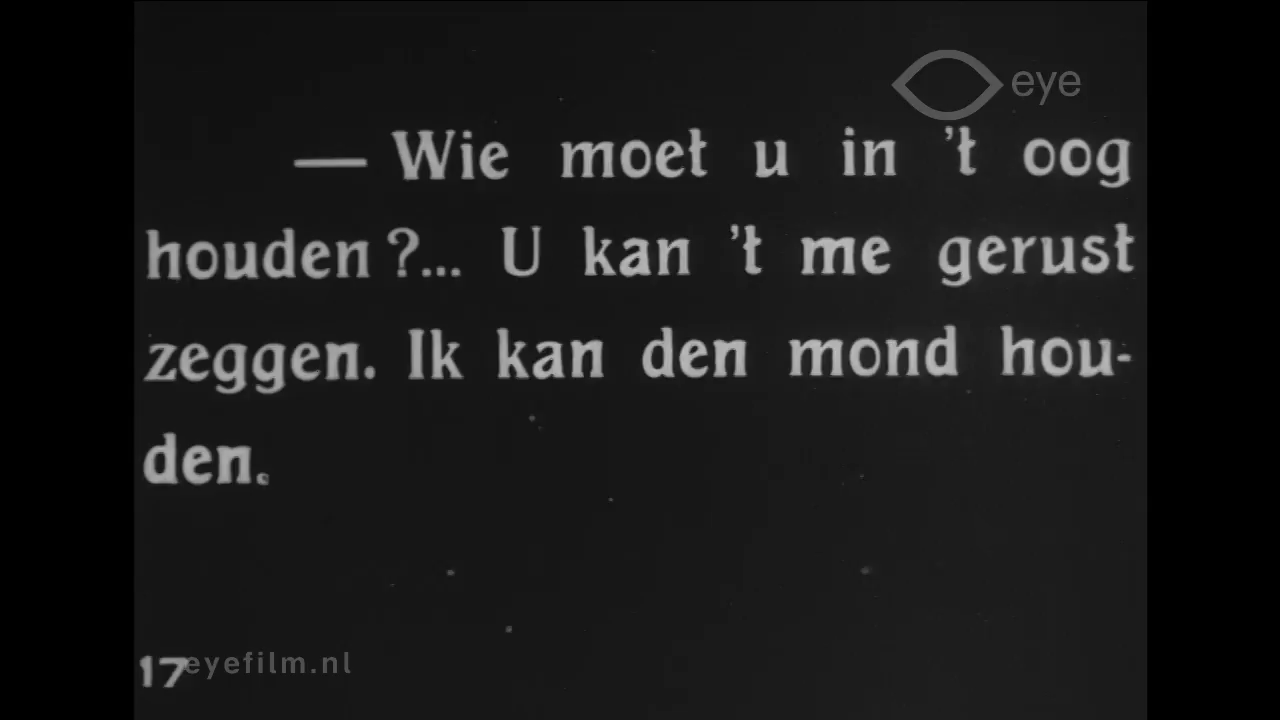 eye
— Wie moet u in 't oog
houden?... U kan 't me gerust
zeggen. Ik kan den mond hou-
den.
17
eyefilm.nl